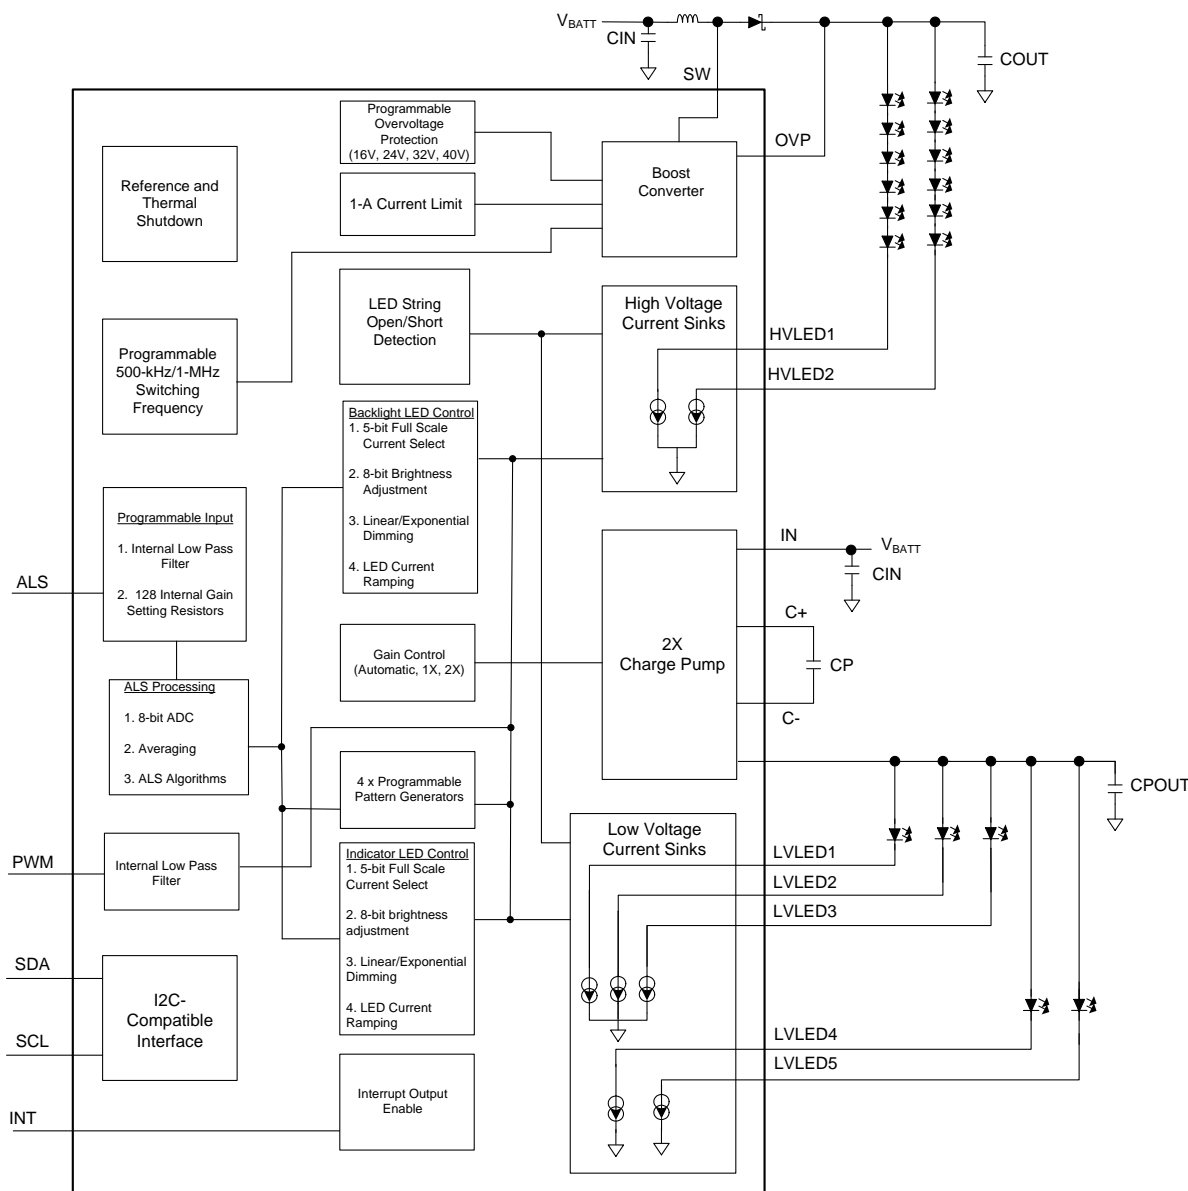 VBATT
CIN
SW
COUT
OVP
Programmable
Overvoltage
Protection
(16V, 24V, 32V, 40V)
Boost
Converter
Reference and
Thermal
Shutdown
1-A Current Limit
LED String
Open/Short
Detection
High Voltage
Current Sinks
HVLED1
HVLED2
Programmable
500-kHz/1-MHz
Switching
Frequency
Backlight LED Control
1. 5-bit Full Scale
Current Select
2. 8-bit Brightness
Adjustment
3. Linear/Exponential
Dimming
4. LED Current
Ramping
Programmable Input
1. Internal Low Pass
Filter
2. 128 Internal Gain
Setting Resistors
ALS
IN
VBATT
CIN
C+
2X
Charge Pump
CP
C-
Gain Control
(Automatic, 1X, 2X)
ALS Processing
1. 8-bit ADC
2. Averaging
3. ALS Algorithms
4 x Programmable
Pattern Generators
CPOUT
Low Voltage
Current Sinks
LVLED1
LVLED2
LVLED3
PWM
Internal Low Pass
Filter
Indicator LED Control
1. 5-bit Full Scale
Current Select
2. 8-bit brightness
adjustment
3. Linear/Exponential
Dimming
4. LED Current
Ramping
SDA
SCL
I2C-
Compatible
Interface
LVLED4
LVLED5
INT
Interrupt Output
Enable